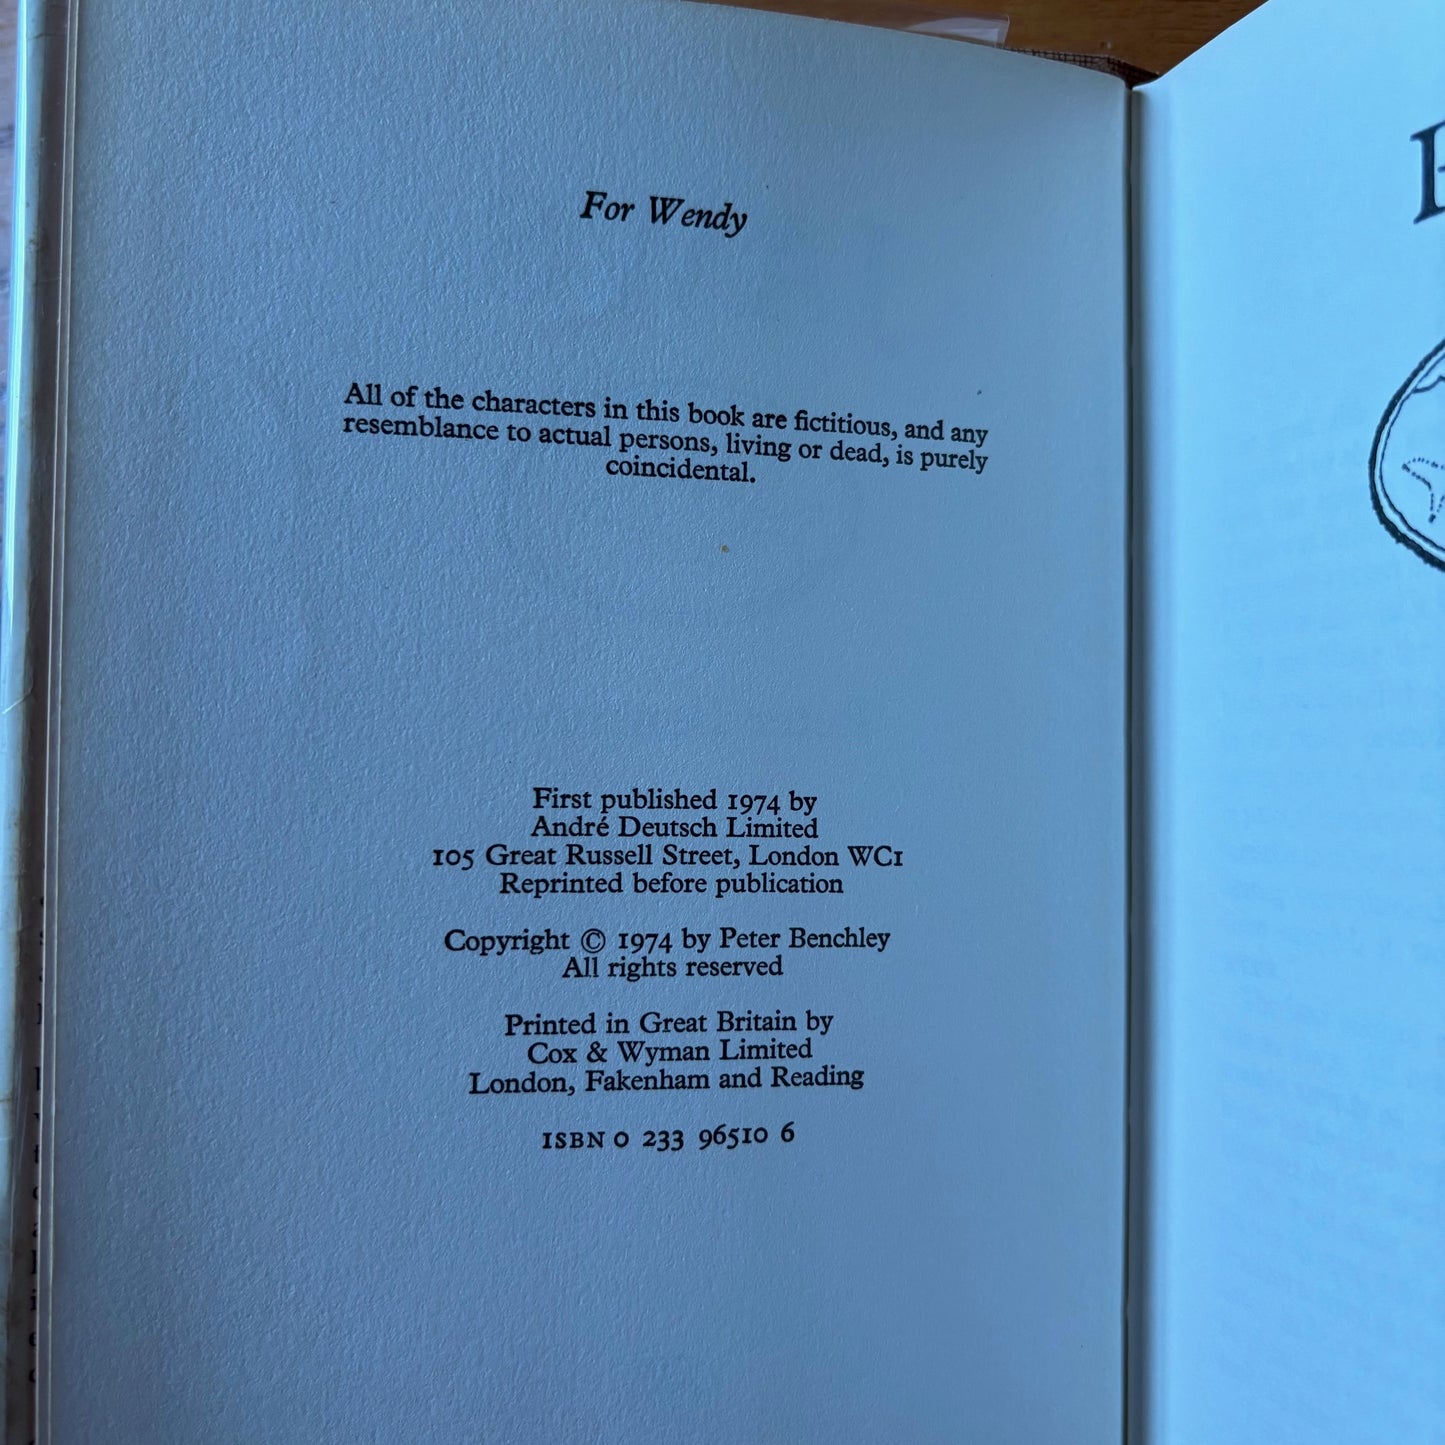 For Wendy
All of the characters in this book are fictitious, and any
resemblance to actual persons, living or dead, is purely
coincidental.
First published 1974 by
André Deutsch Limited
105 Great Russell Street, London WC1
Reprinted before publication
Copyright © 1974 by Peter Benchley
All rights reserved
Printed in Great Britain by
Cox & Wyman Limited
London, Fakenham and Reading
ISBN 0 233 96510 6